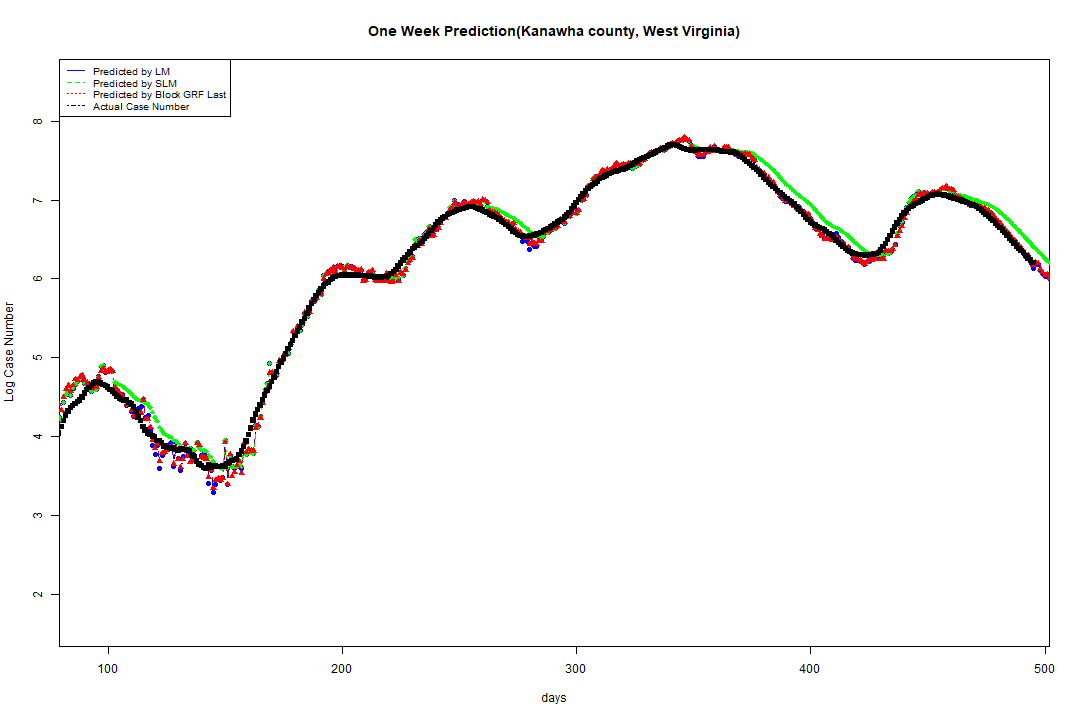 One Week Prediction(Kanawha county, West Virginia)
Predicted by LM
Predicted by SLM
Predicted by Block GRF Last
Actual Case Number
8
7
6
5
4
3
2
Log Case Number
100 200 300 400 500
days